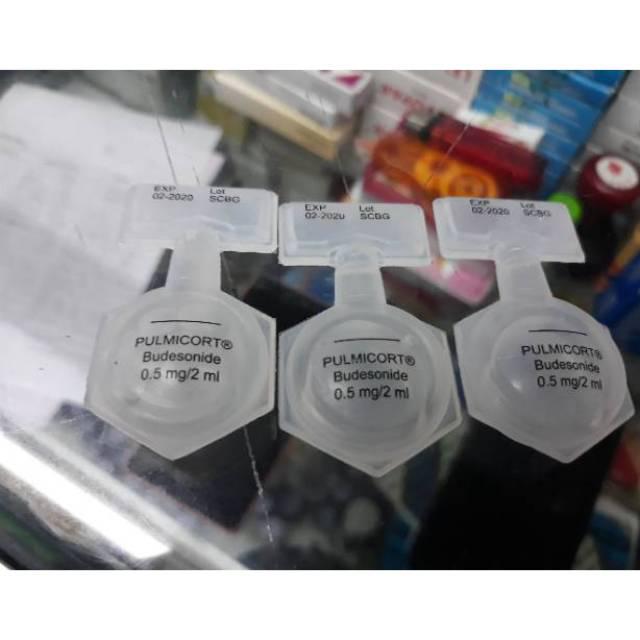 EXP Lot
02-2020 SCBG
PULMICORT®
Budesonide
0.5 mg/2 ml
EXP Lot
02-2020 SCBG
PULMICORT®
Budesonide
0.5 mg/2 ml
EXP Lot
02-2020 SCBG
PULMICORT®
Budesonide
0.5 mg/2 ml